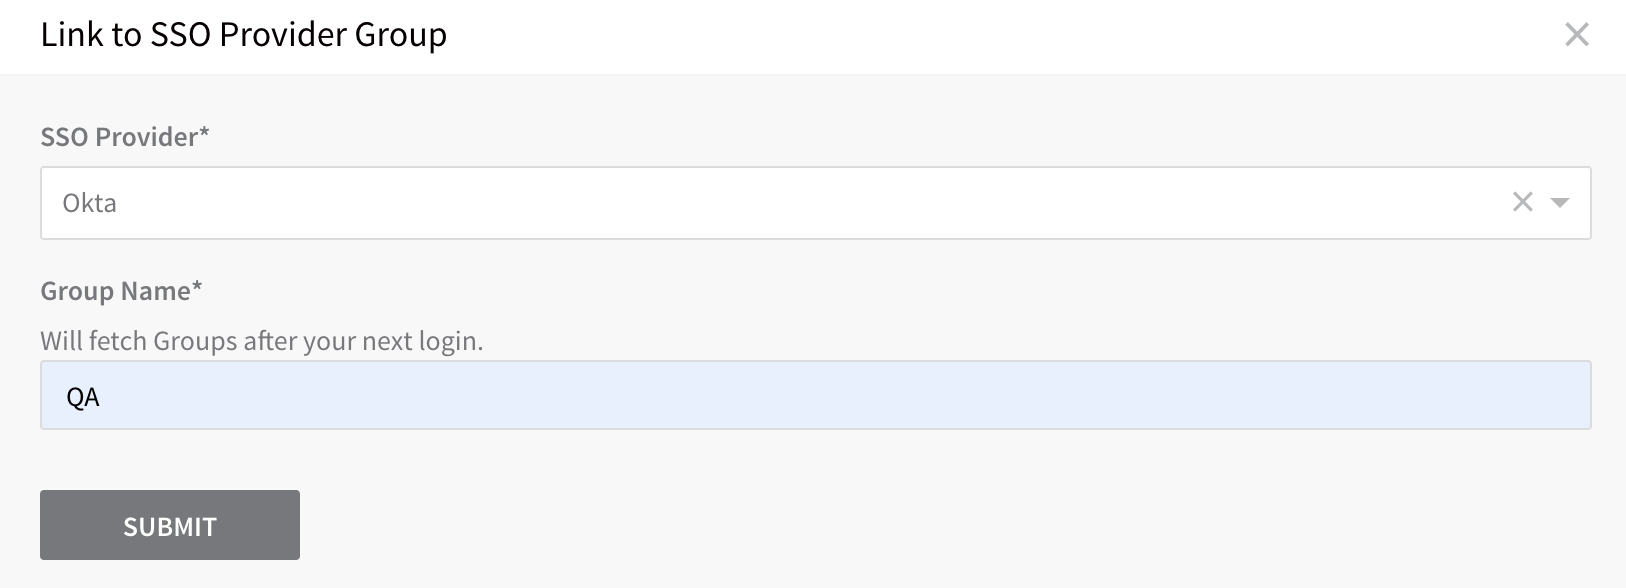 Link to SSO Provider Group
SSO Provider*
Okta
Group Name*
Will fetch Groups after your next login.
QA
SUBMIT